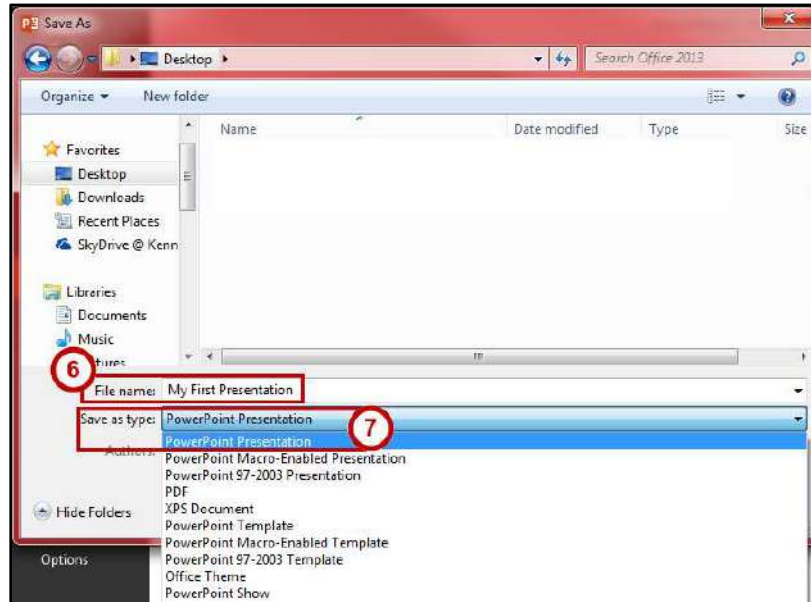 P Save As
Desktop
Search Office 2013
Organize
New folder
Name
Date modified
Type
Size
Favorites
Desktop
Downloads
Recent Places
SkyDrive @ Kenn
Libraries
Documents
Music
6
File name: My First Presentation
Save as type: PowerPoint Presentation
7
PowerPoint Presentation
Authors:
PowerPoint Macro-Enabled Presentation
PowerPoint 97-2003 Presentation
PDF
Hide Folders
XPS Document
PowerPoint Template
PowerPoint Macro-Enabled Template
Options
PowerPoint 97-2003 Template
Office Theme
PowerPoint Show